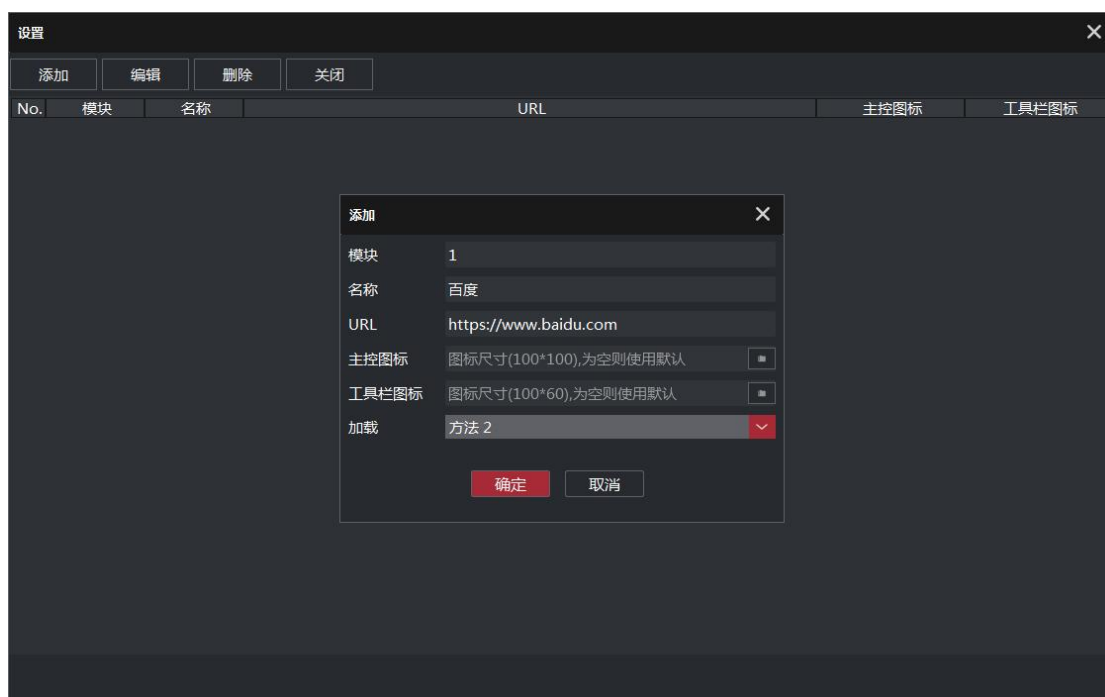 设置
添加 编辑 删除 关闭
No. 模块 名称 URL 主控图标 工具栏图标
添加
模块 1
名称 百度
URL https://www.baidu.com
主控图标 图标尺寸(100*100),为空则使用默认
工具栏图标 图标尺寸(100*60),为空则使用默认
加载 方法 2
确定 取消